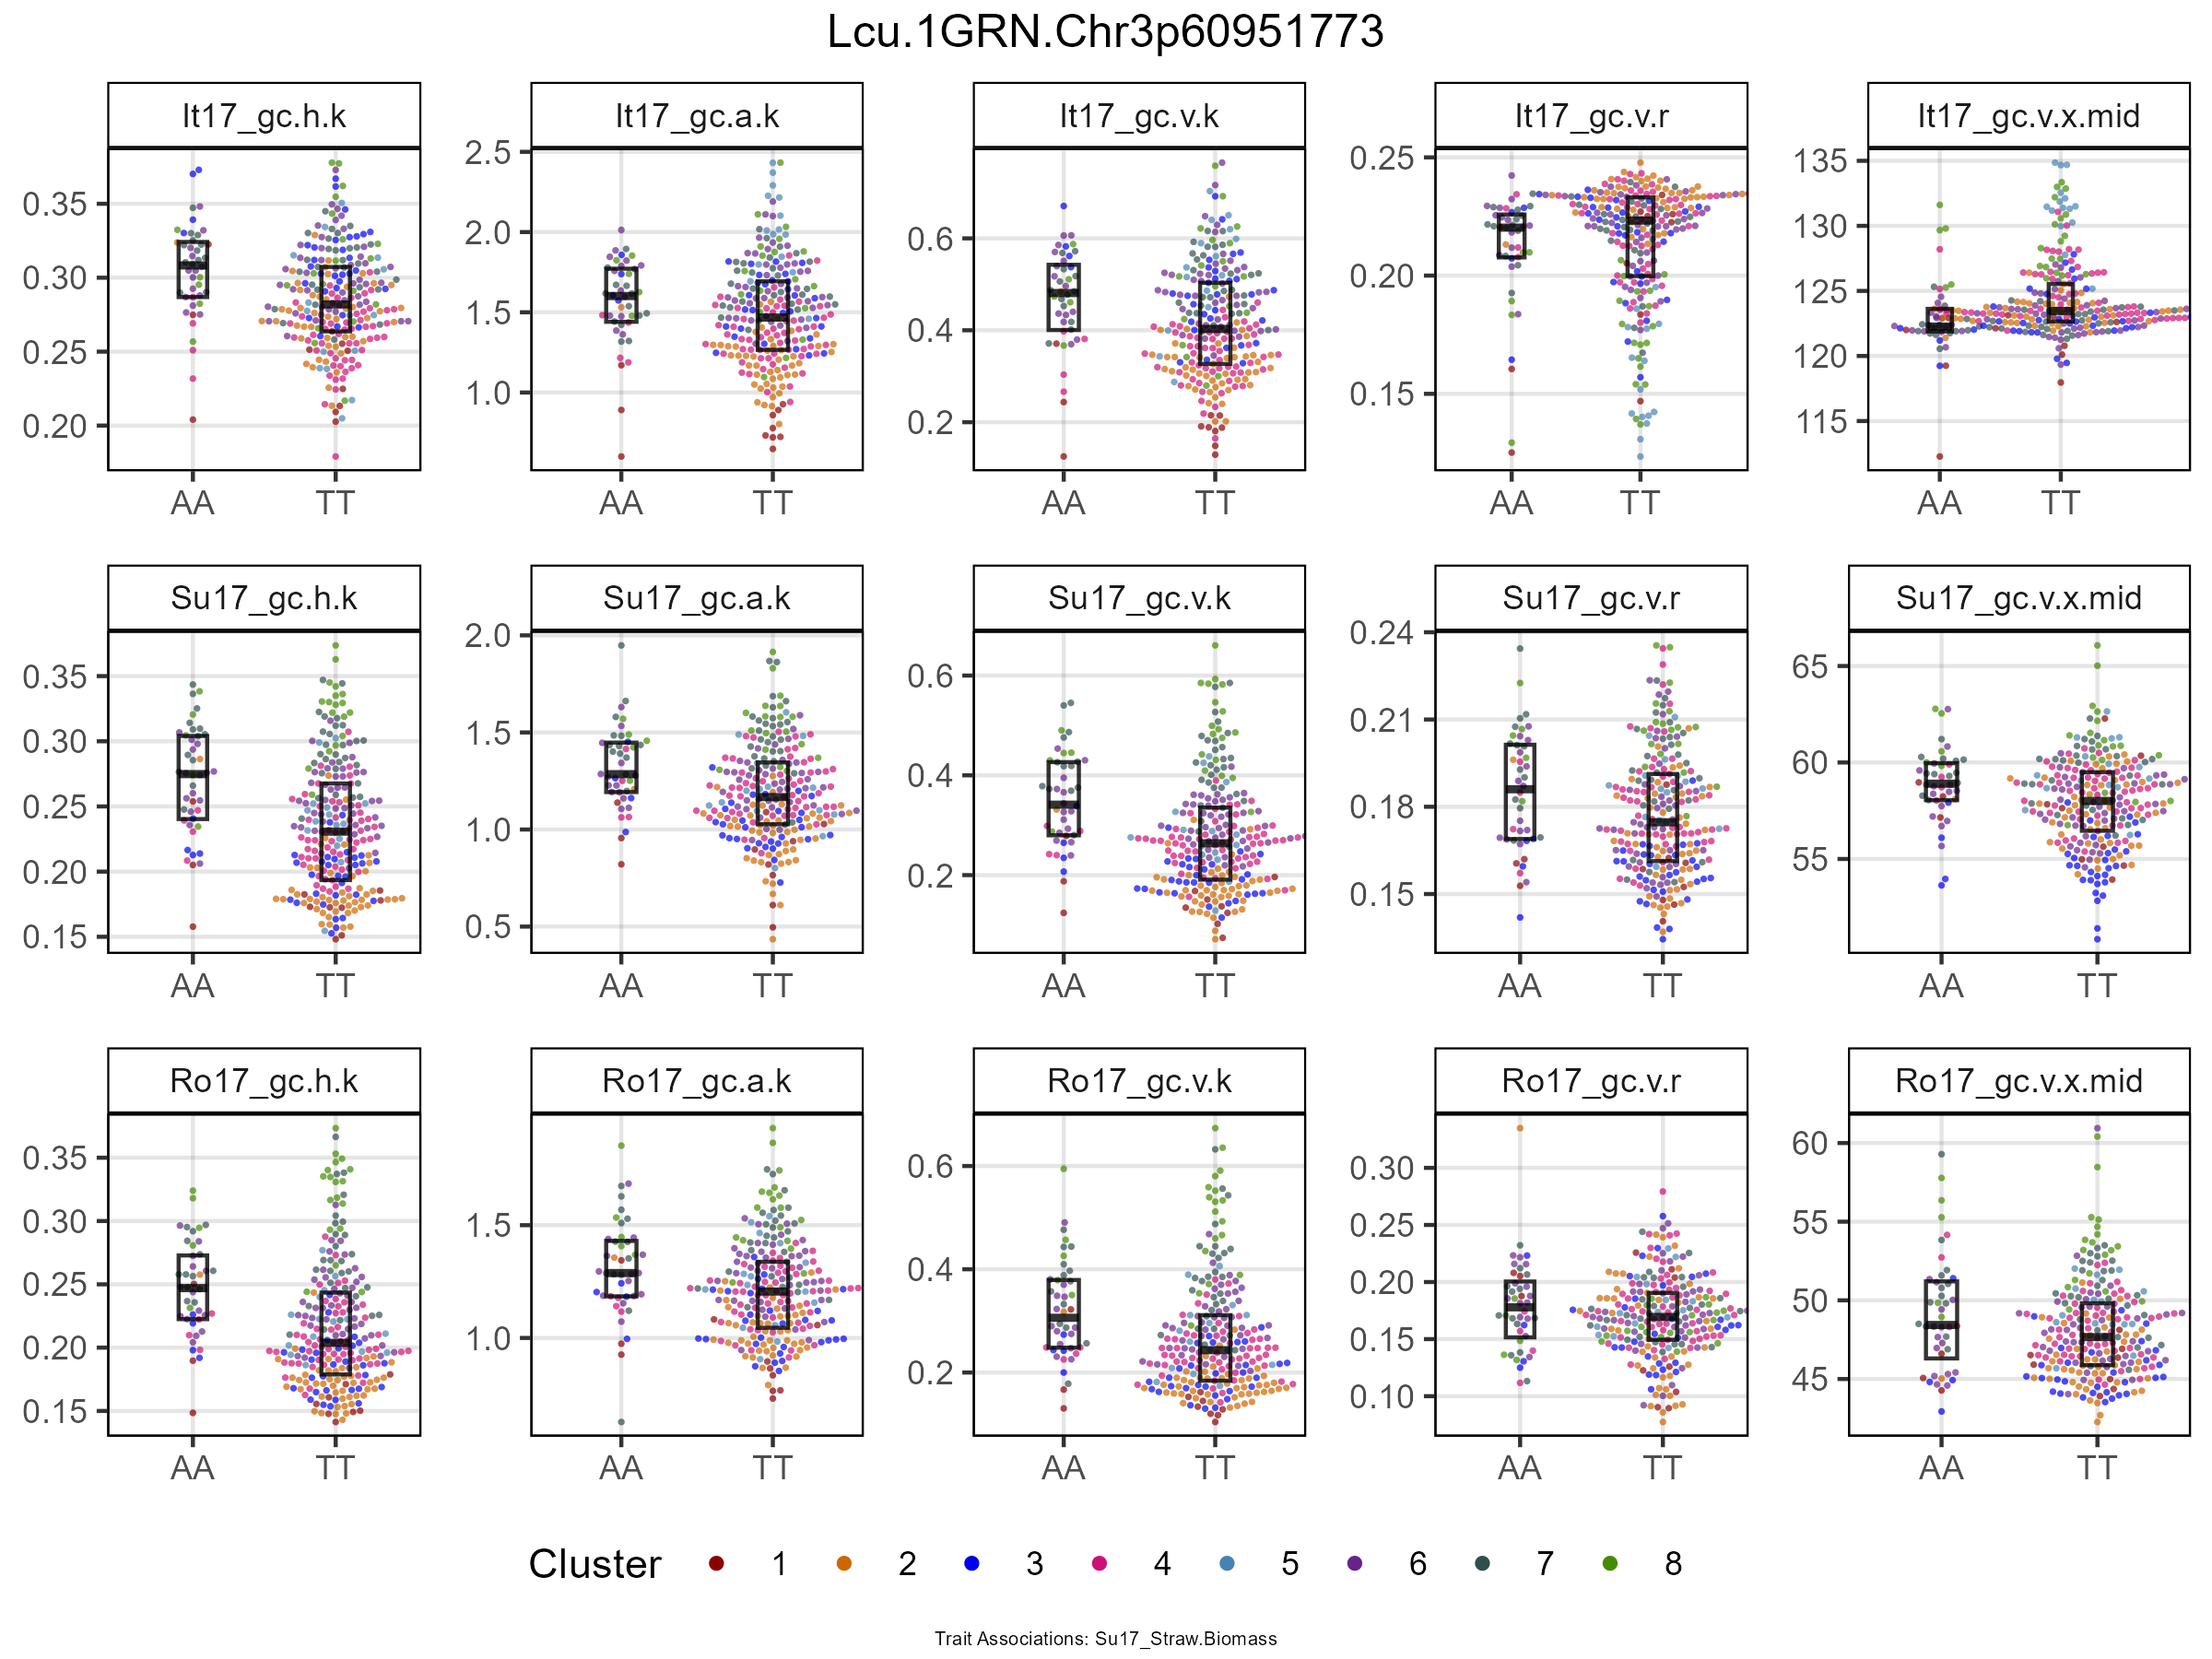 Lcu.1GRN.Chr3p60951773
It17_gc.h.k It17_gc.a.k It17_gc.v.k It17_gc.v.r It17_gc.v.x.mid
0.35 0.30 0.25 0.20
2.5 2.0 1.5 1.0
0.6 0.4 0.2
0.25 0.20 0.15
135 130 125 120 115
AA TT AA TT AA TT AA TT AA TT
Su17_gc.h.k Su17_gc.a.k Su17_gc.v.k Su17_gc.v.r Su17_gc.v.x.mid
0.35 0.30 0.25 0.20 0.15
2.0 1.5 1.0 0.5
0.6 0.4 0.2
0.24 0.21 0.18 0.15
65 60 55
AA TT AA TT AA TT AA TT AA TT
Ro17_gc.h.k Ro17_gc.a.k Ro17_gc.v.k Ro17_gc.v.r Ro17_gc.v.x.mid
0.35 0.30 0.25 0.20 0.15
1.5 1.0
0.6 0.4 0.2
0.30 0.25 0.20 0.15 0.10
60 55 50 45
AA TT AA TT AA TT AA TT AA TT
Cluster 1 2 3 4 5 6 7 8
Trait Associations: Su17_Straw.Biomass